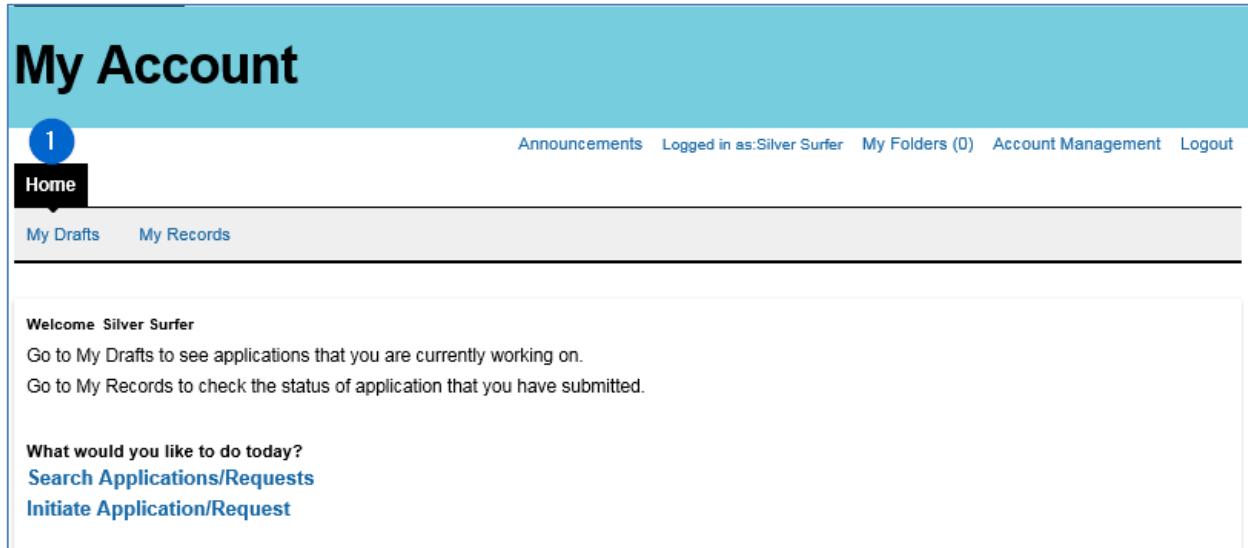 My Account
1
Announcements Logged in as:Silver Surfer My Folders (0) Account Management Logout
Home
My Drafts My Records
Welcome Silver Surfer
Go to My Drafts to see applications that you are currently working on.
Go to My Records to check the status of application that you have submitted.
What would you like to do today?
Search Applications/Requests
Initiate Application/Request